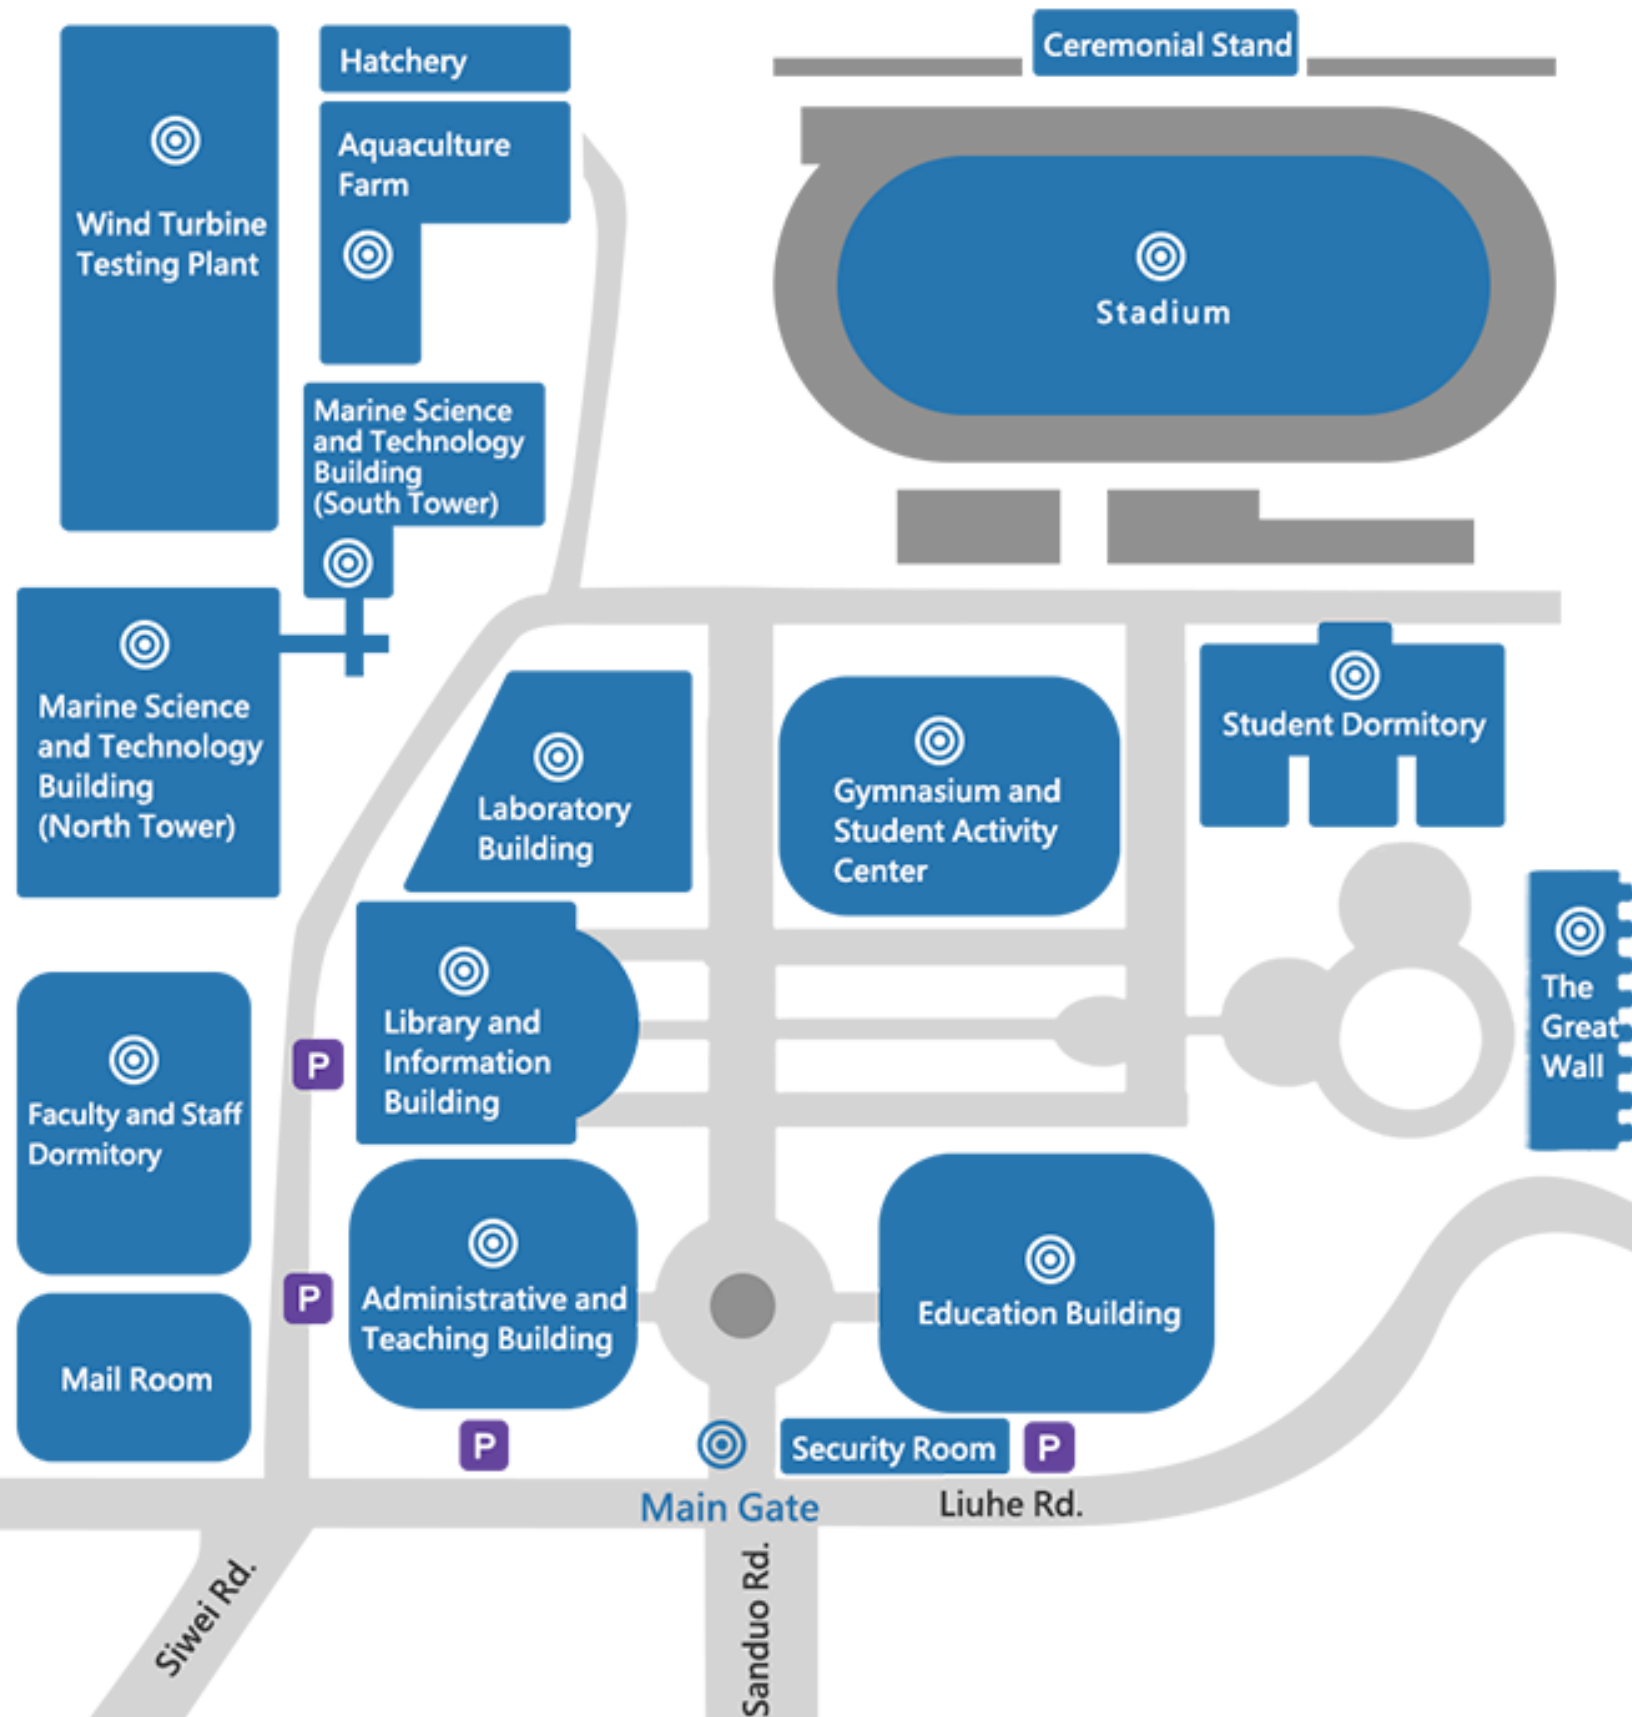 Hatchery
Ceremonial Stand
Aquaculture
Farm
Wind Turbine
Testing Plant
Stadium
Marine Science
and Technology
Building
(South Tower)
Marine Science
and Technology
Building
(North Tower)
Student Dormitory
Laboratory
Building
Gymnasium and
Student Activity
Center
The
Great
Wall
Library and
Information
Building
P
Faculty and Staff
Dormitory
P
Administrative and
Teaching Building
Education Building
Mail Room
P
Security Room
P
Main Gate
Liuhe Rd.
Siwei Rd.
Sanduo Rd.